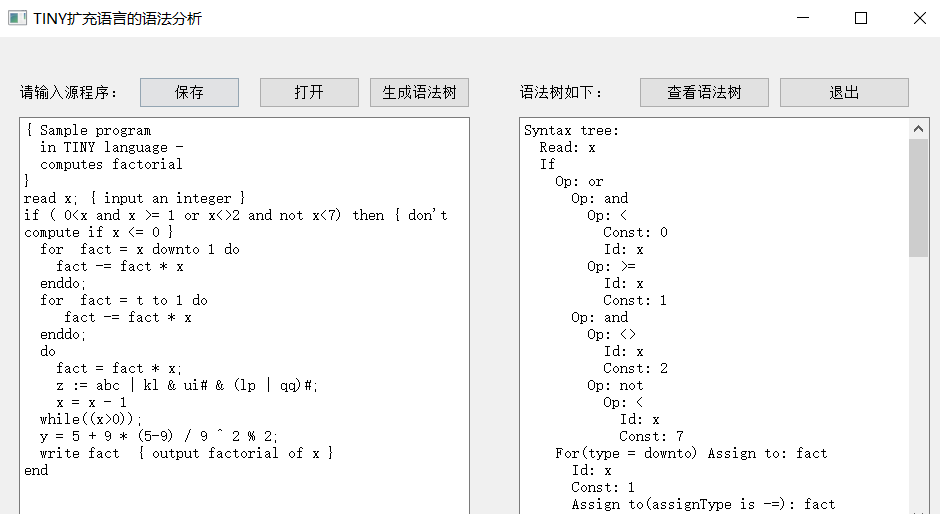 TINY扩充语言的语法分析
请输入源程序： 保存 打开 生成语法树 语法树如下： 查看语法树 退出
{ Sample program
  in TINY language -
  computes factorial
}
read x; { input an integer }
if ( 0<x and x >= 1 or x<>2 and not x<7) then { don't
compute if x <= 0 }
  for  fact = x downto 1 do
    fact -= fact * x
  enddo;
  for  fact = t to 1 do
     fact -= fact * x
  enddo;
  do
    fact = fact * x;
    z := abc | kl & ui# & (lp | qq)#;
    x = x - 1
  while((x>0));
  y = 5 + 9 * (5-9) / 9 ^ 2 % 2;
  write fact  { output factorial of x }
end
Syntax tree:
  Read: x
  If
    Op: or
      Op: and
        Op: <
          Const: 0
          Id: x
        Op: >=
          Id: x
          Const: 1
      Op: and
        Op: <>
          Id: x
          Const: 2
        Op: not
          Op: <
            Id: x
            Const: 7
    For(type = downto) Assign to: fact
      Id: x
      Const: 1
      Assign to(assignType is -=): fact